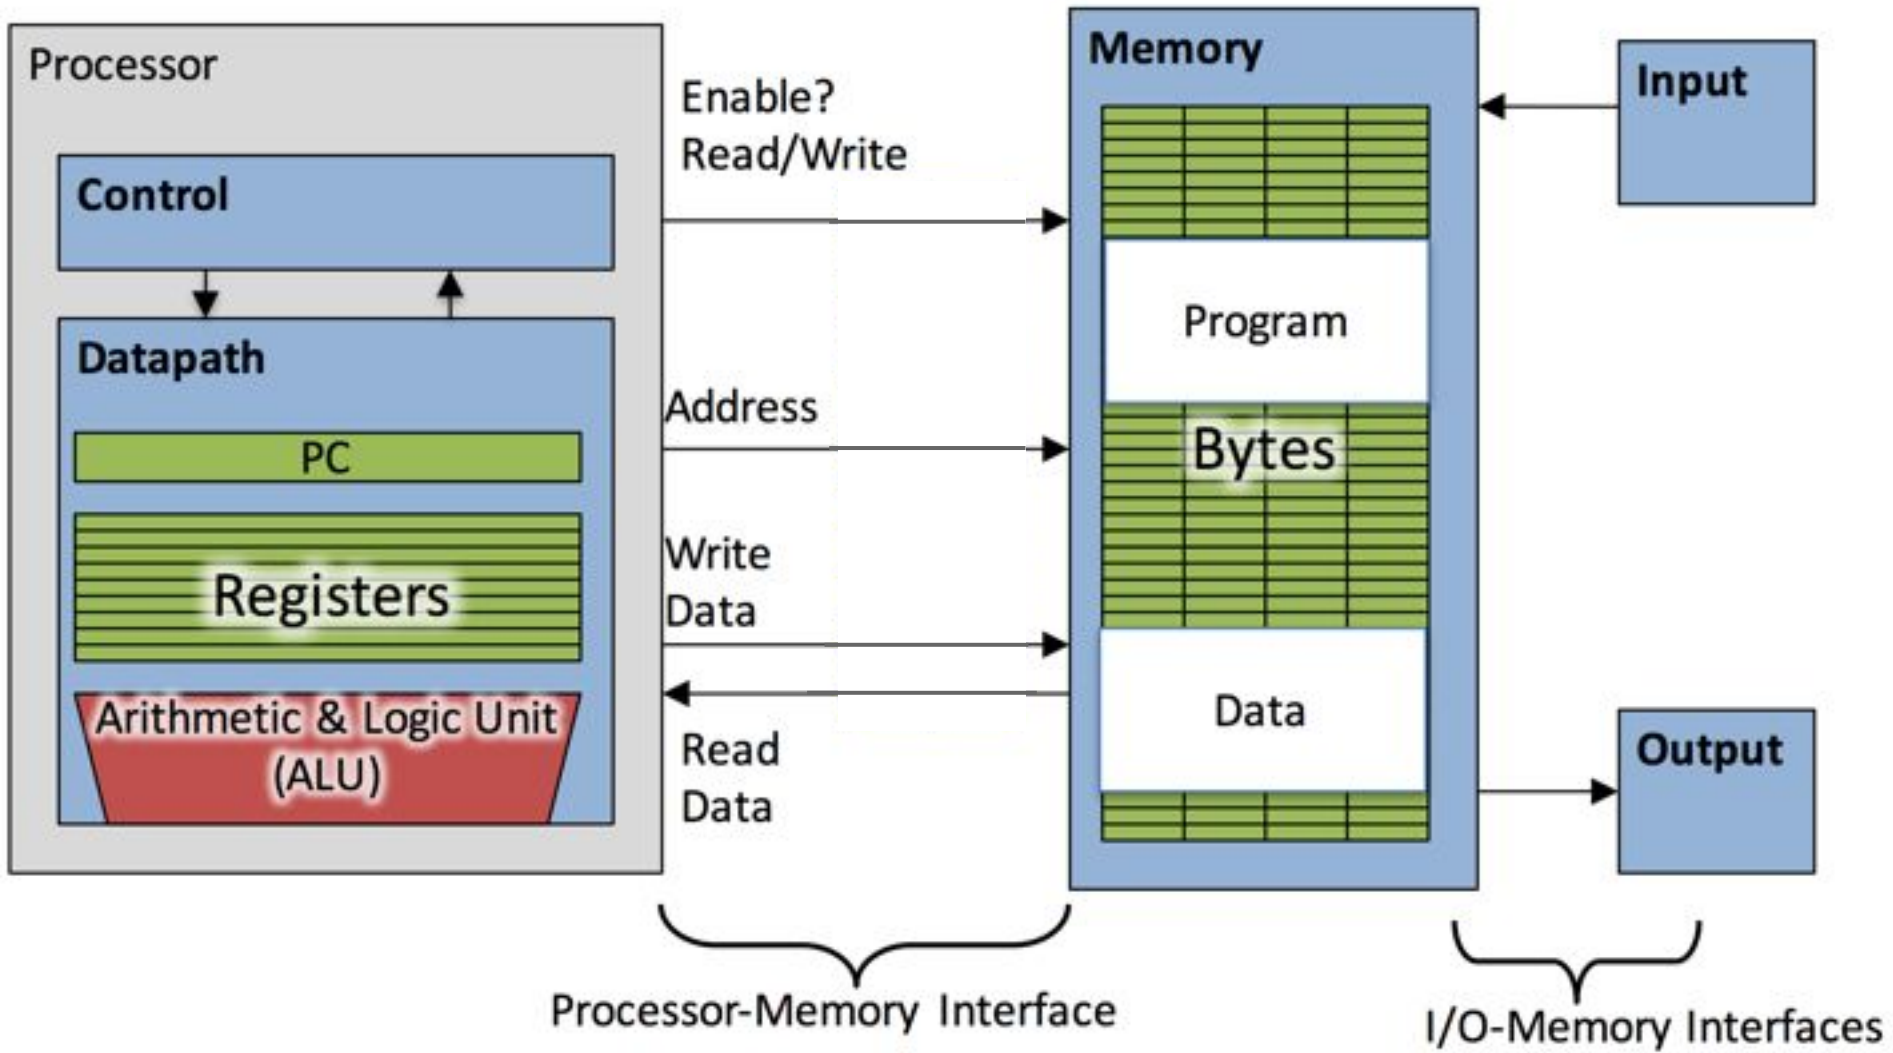 Processor
Control
Datapath
PC
Registers
Arithmetic & Logic Unit
(ALU)
Enable?
Read/Write
Address
Write
Data
Read
Data
Memory
Program
Bytes
Data
Input
Output
Processor-Memory Interface
I/O-Memory Interfaces